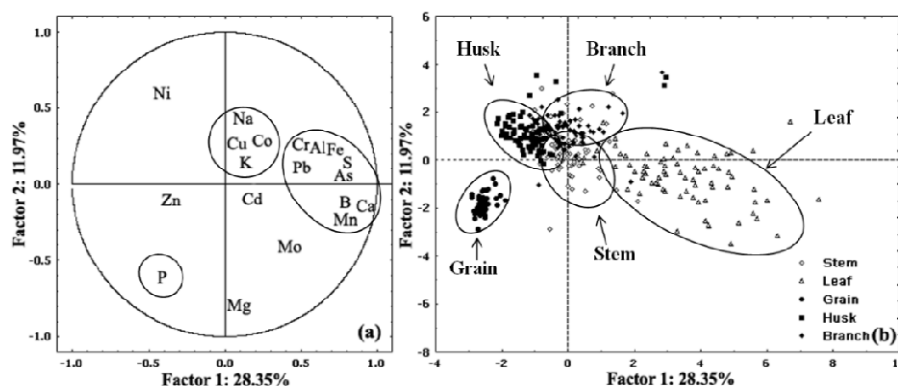 (a)
1.0
0.5
0.0
-0.5
-1.0
Factor 2: 11.97%
Ni
Na
Cu Co
K
Cr Al Fe
Pb S
As
Zn Cd
B Ca
Mn
Mo
P
Mg
(a)
-1.0 -0.5 0.0 0.5 1.0
Factor 1: 28.35%
6
4
2
0
-2
-4
-6
-8
Factor 2: 11.97%
Husk Branch
Leaf
Grain Stem
Stem
Leaf
Grain
Husk
Branch (b)
-4 -2 0 2 4 6 8 10
Factor 1: 28.35%